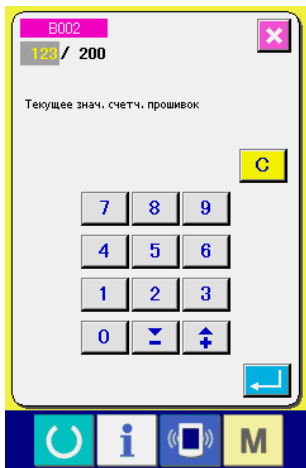 B002
123/ 200
Текущее знач. счетч. прошивок
C
7 8 9
4 5 6
1 2 3
0
i M